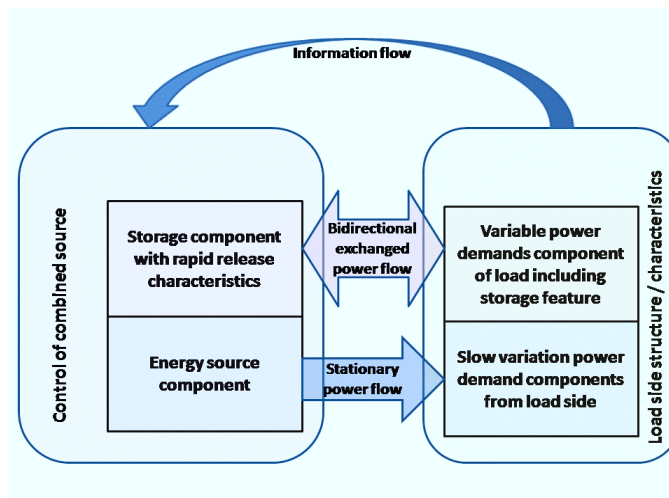 Information flow
Control of combined source
Storage component
with rapid release
characteristics
Energy source
component
Bidirectional
exchanged
power flow
Stationary
power flow
Variable power
demands component
of load including
storage feature
Slow variation power
demand components
from load side
Load side structure / characteristics